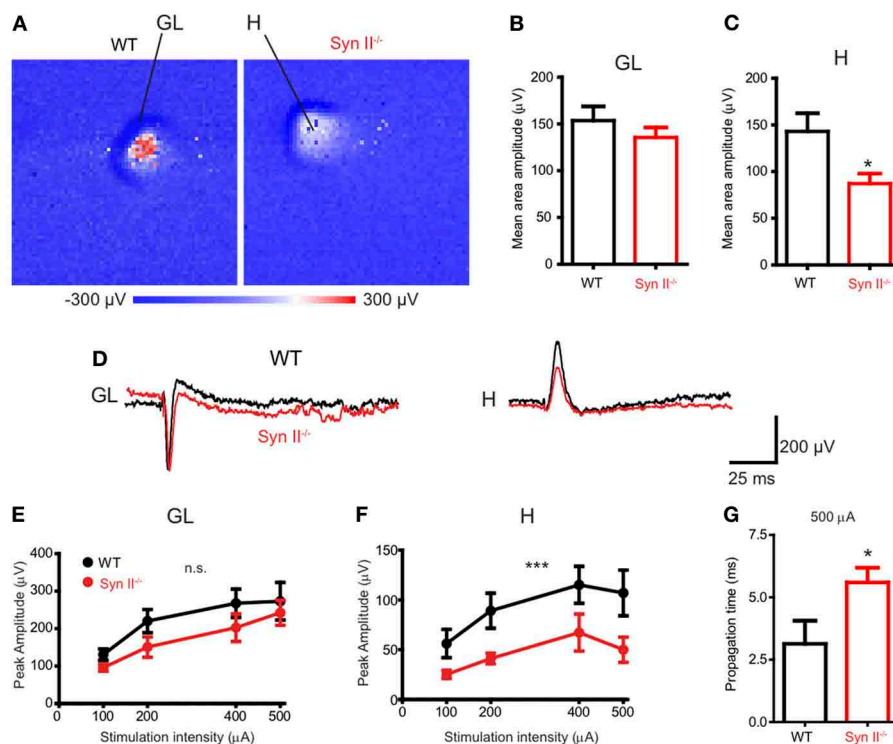 A
GL
H
WT
Syn II-/-
-300 µV
300 µV
B
GL
Mean area amplitude (µV)
200
150
100
50
0
WT
Syn II-/-
C
H
Mean area amplitude (µV)
200
150
100
50
0
*
WT
Syn II-/-
D
WT
GL
Syn II-/-
H
200 µV
25 ms
E
GL
Peak Amplitude (µV)
400
300
200
100
0
WT
Syn II-/-
n.s.
0
100
200
400
500
Stimulation intensity (µA)
F
H
Peak Amplitude (µV)
150
100
50
0
***
0
100
200
400
500
Stimulation intensity (µA)
G
500 µA
Propagation time (ms)
7.5
5.0
2.5
0.0
*
WT
Syn II-/-